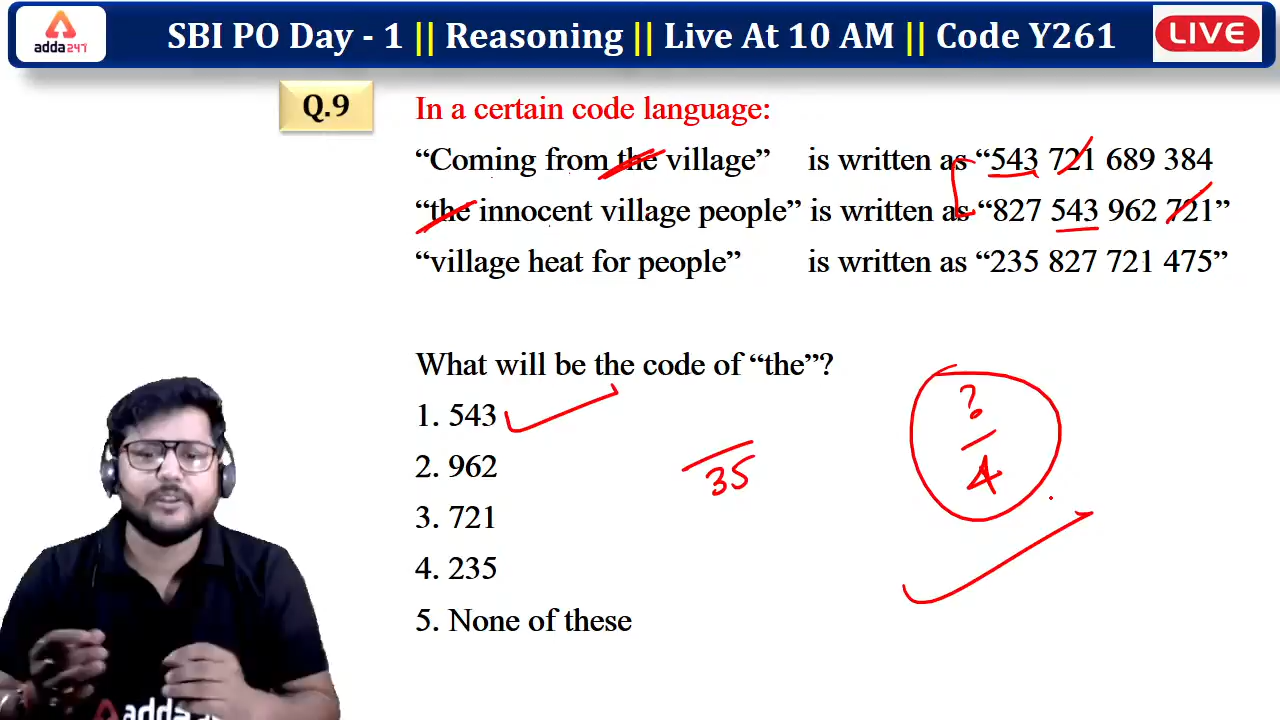 adda247
SBI PO Day - 1 || Reasoning || Live At 10 AM || Code Y261
LIVE
Q.9
In a certain code language:
“Coming from the village” is written as “543 721 689 384
“the innocent village people” is written as “827 543 962 721”
“village heat for people” is written as “235 827 721 475”
What will be the code of “the”?
1. 543
2. 962
3. 721
4. 235
5. None of these
?
4
35
adda